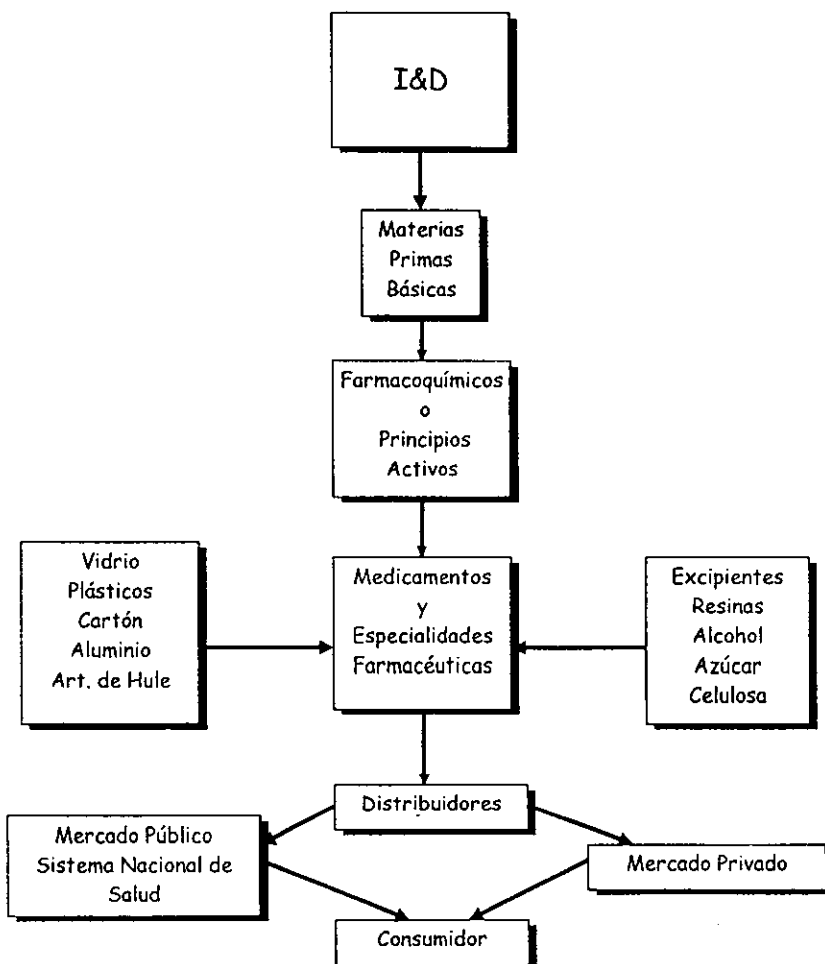 I&D
Materias
Primas
Básicas
Farmacoquímicos
o
Principios
Activos
Vidrio
Plásticos
Cartón
Aluminio
Art. de Hule
Medicamentos
y
Especialidades
Farmacéuticas
Excipientes
Resinas
Alcohol
Azúcar
Celulosa
Distribuidores
Mercado Público
Sistema Nacional de
Salud
Mercado Privado
Consumidor